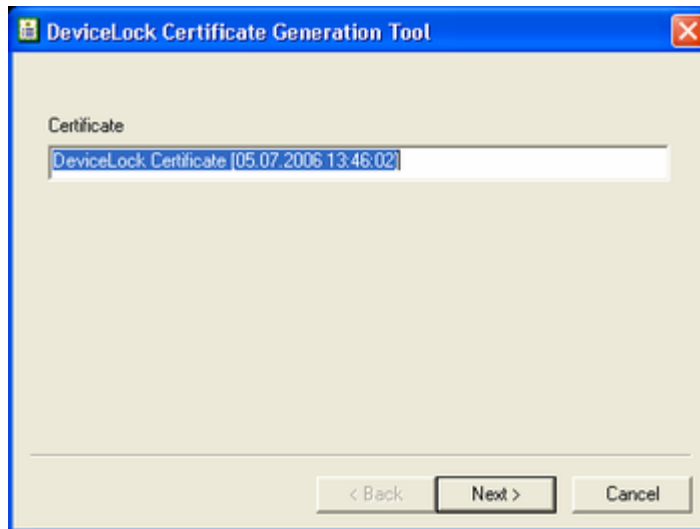 DeviceLock Certificate Generation Tool
Certificate
DeviceLock Certificate [05.07.2006 13:46:02]
< Back Next > Cancel